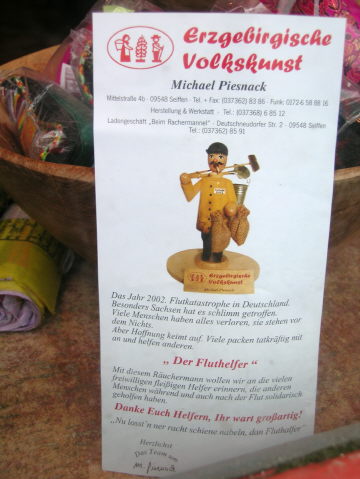 Erzgebirgische
Volkskunst
Michael Piesnack
Mittelstraße 4b - 09548 Seiffen - Tel. + Fax: (037362) 83 86 - Funk: 0172-6 58 98 16
Herstellung & Werkstatt - Tel.: (037368) 6 85 12
Ladengeschäft „Beim Rachermannel" - Deutschneudorfer Str. 2 - 09548 Seiffen
Tel.: (037362) 85 91
Erzgebirgische
Volkskunst
Michael Piesnack
Das Jahr 2002. Flutkatastrophe in Deutschland.
Besonders Sachsen hat es schlimm getroffen.
Viele Menschen haben alles verloren, sie stehen vor
dem Nichts.
Aber Hoffnung keimt auf. Viele packen tatkräftig mit
an und helfen anderen.
„ Der Fluthelfer "
Mit diesem Räuchermann wollen wir an die vielen
freiwilligen fleißigen Helfer erinnern, die anderen
Menschen während und auch nach der Flut solidarisch
geholfen haben.
Danke Euch Helfern, Ihr wart großartig!
„Nu losst'n ner racht schiene nabeln, dan Fluthalfer"
Herzlichst
Das Team um